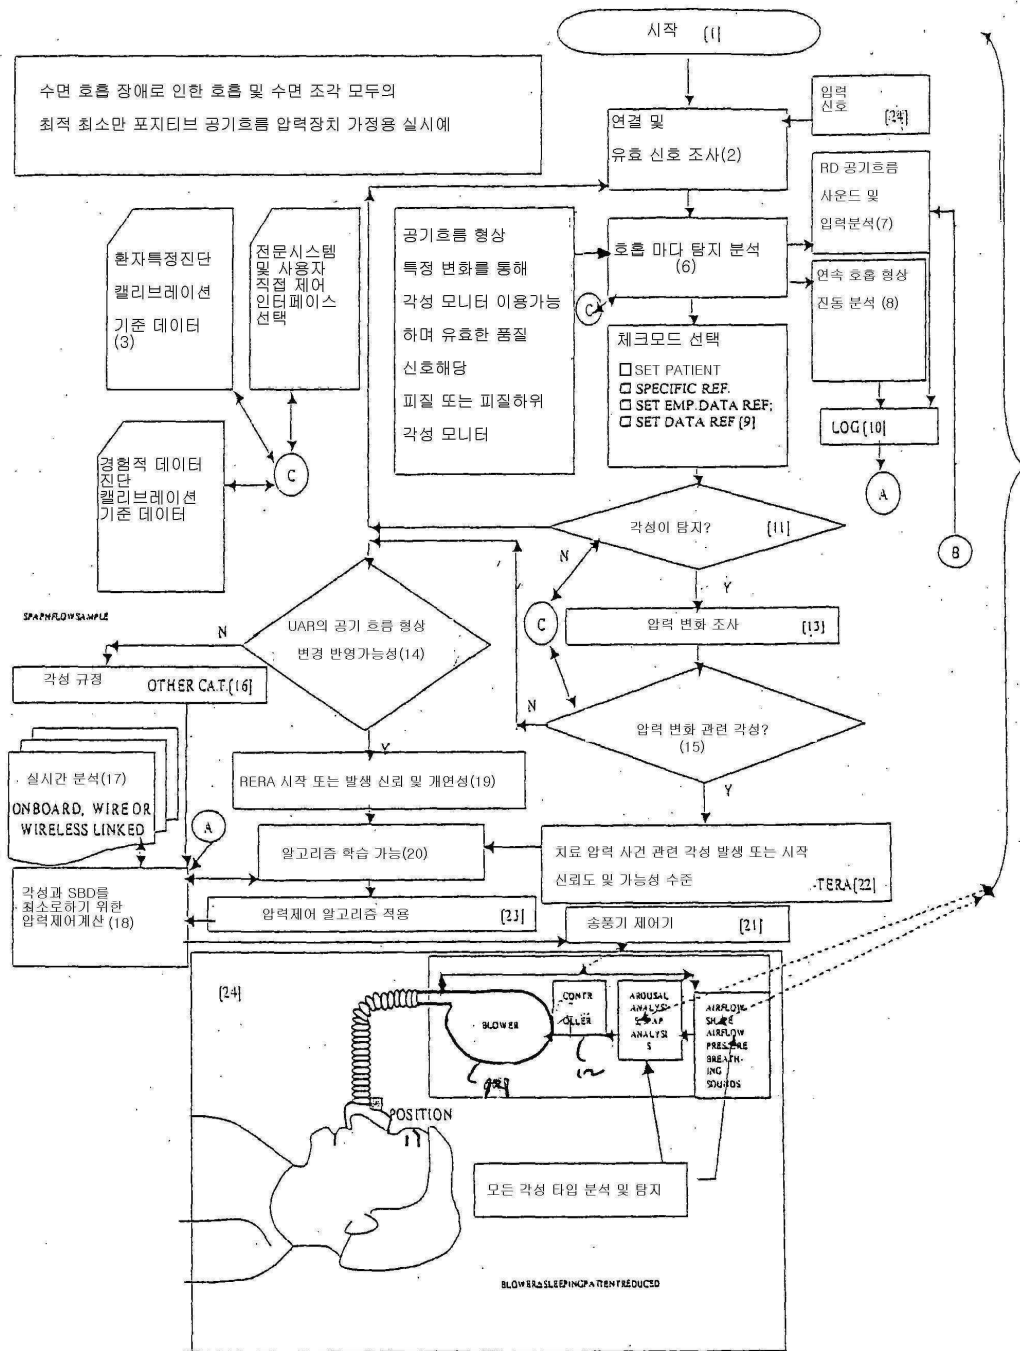 시작 [1]
수면 호흡 장애로 인한 호흡 및 수면 조각 모두의
최적 최소만 포지티브 공기흐름 압력장치 가정용 실시예
입력
신호
연결 및
유효 신호 조사(2)
RD 공기흐름
사운드 및
입력분석(7)
환자특정진단
캘리브레이션
기준 데이터
(3)
전문시스템
및 사용자
직접 제어
인터페이스
선택
공기흐름 형상
특정 변화를 통해
각성 모니터 이용가능
하며 유효한 품질
신호해당
피질 또는 피질하위
각성 모니터
호흡 마다 탐지 분석
(6)
C
연속 호흡 형상
진동 분석 (8)
체크모드 선택
SET PATIENT
SPECIFIC REF.
SET EMP.DATA REF;
SET DATA REF [9]
LOG[10]
A
B
경험적 데이터
진단
캘리브레이션
기준 데이터
C
각성이 탐지? [11]
N
Y
C
압력 변화 조사 [13]
SPAPHFLOWSAMPLE
N
UAR의 공기 흐름 형상
변경 반영가능성(14)
각성 규정 OTHER CAT.[16]
N
압력 변화 관련 각성?
(15)
Y
Y
실시간 분석(17)
ONBOARD, WIRE OR
WIRELESS LINKED
A
RERA 시작 또는 발생 신뢰 및 개연성(19)
알고리즘 학습 가능(20)
치료 압력 사건 관련 각성 발생 또는 시작
신뢰도 및 가능성 수준
-TERA[22]
각성과 SBD를
최소로하기 위한
압력제어계산 (18)
압력제어 알고리즘 적용 [23]
송풍기 제어기 [21]
[24]
BLOWER
CONTR
OLLER
AROUSAL
ANALYSI
S
AIRFLOW
SHAPE
AIRFLOW
PRESSURE
BREATH-
ING
SOUNDS
12
POSITION
모든 각성 타입 분석 및 탐지
BLOWER&SLEEPINGPATIENTREDUCED